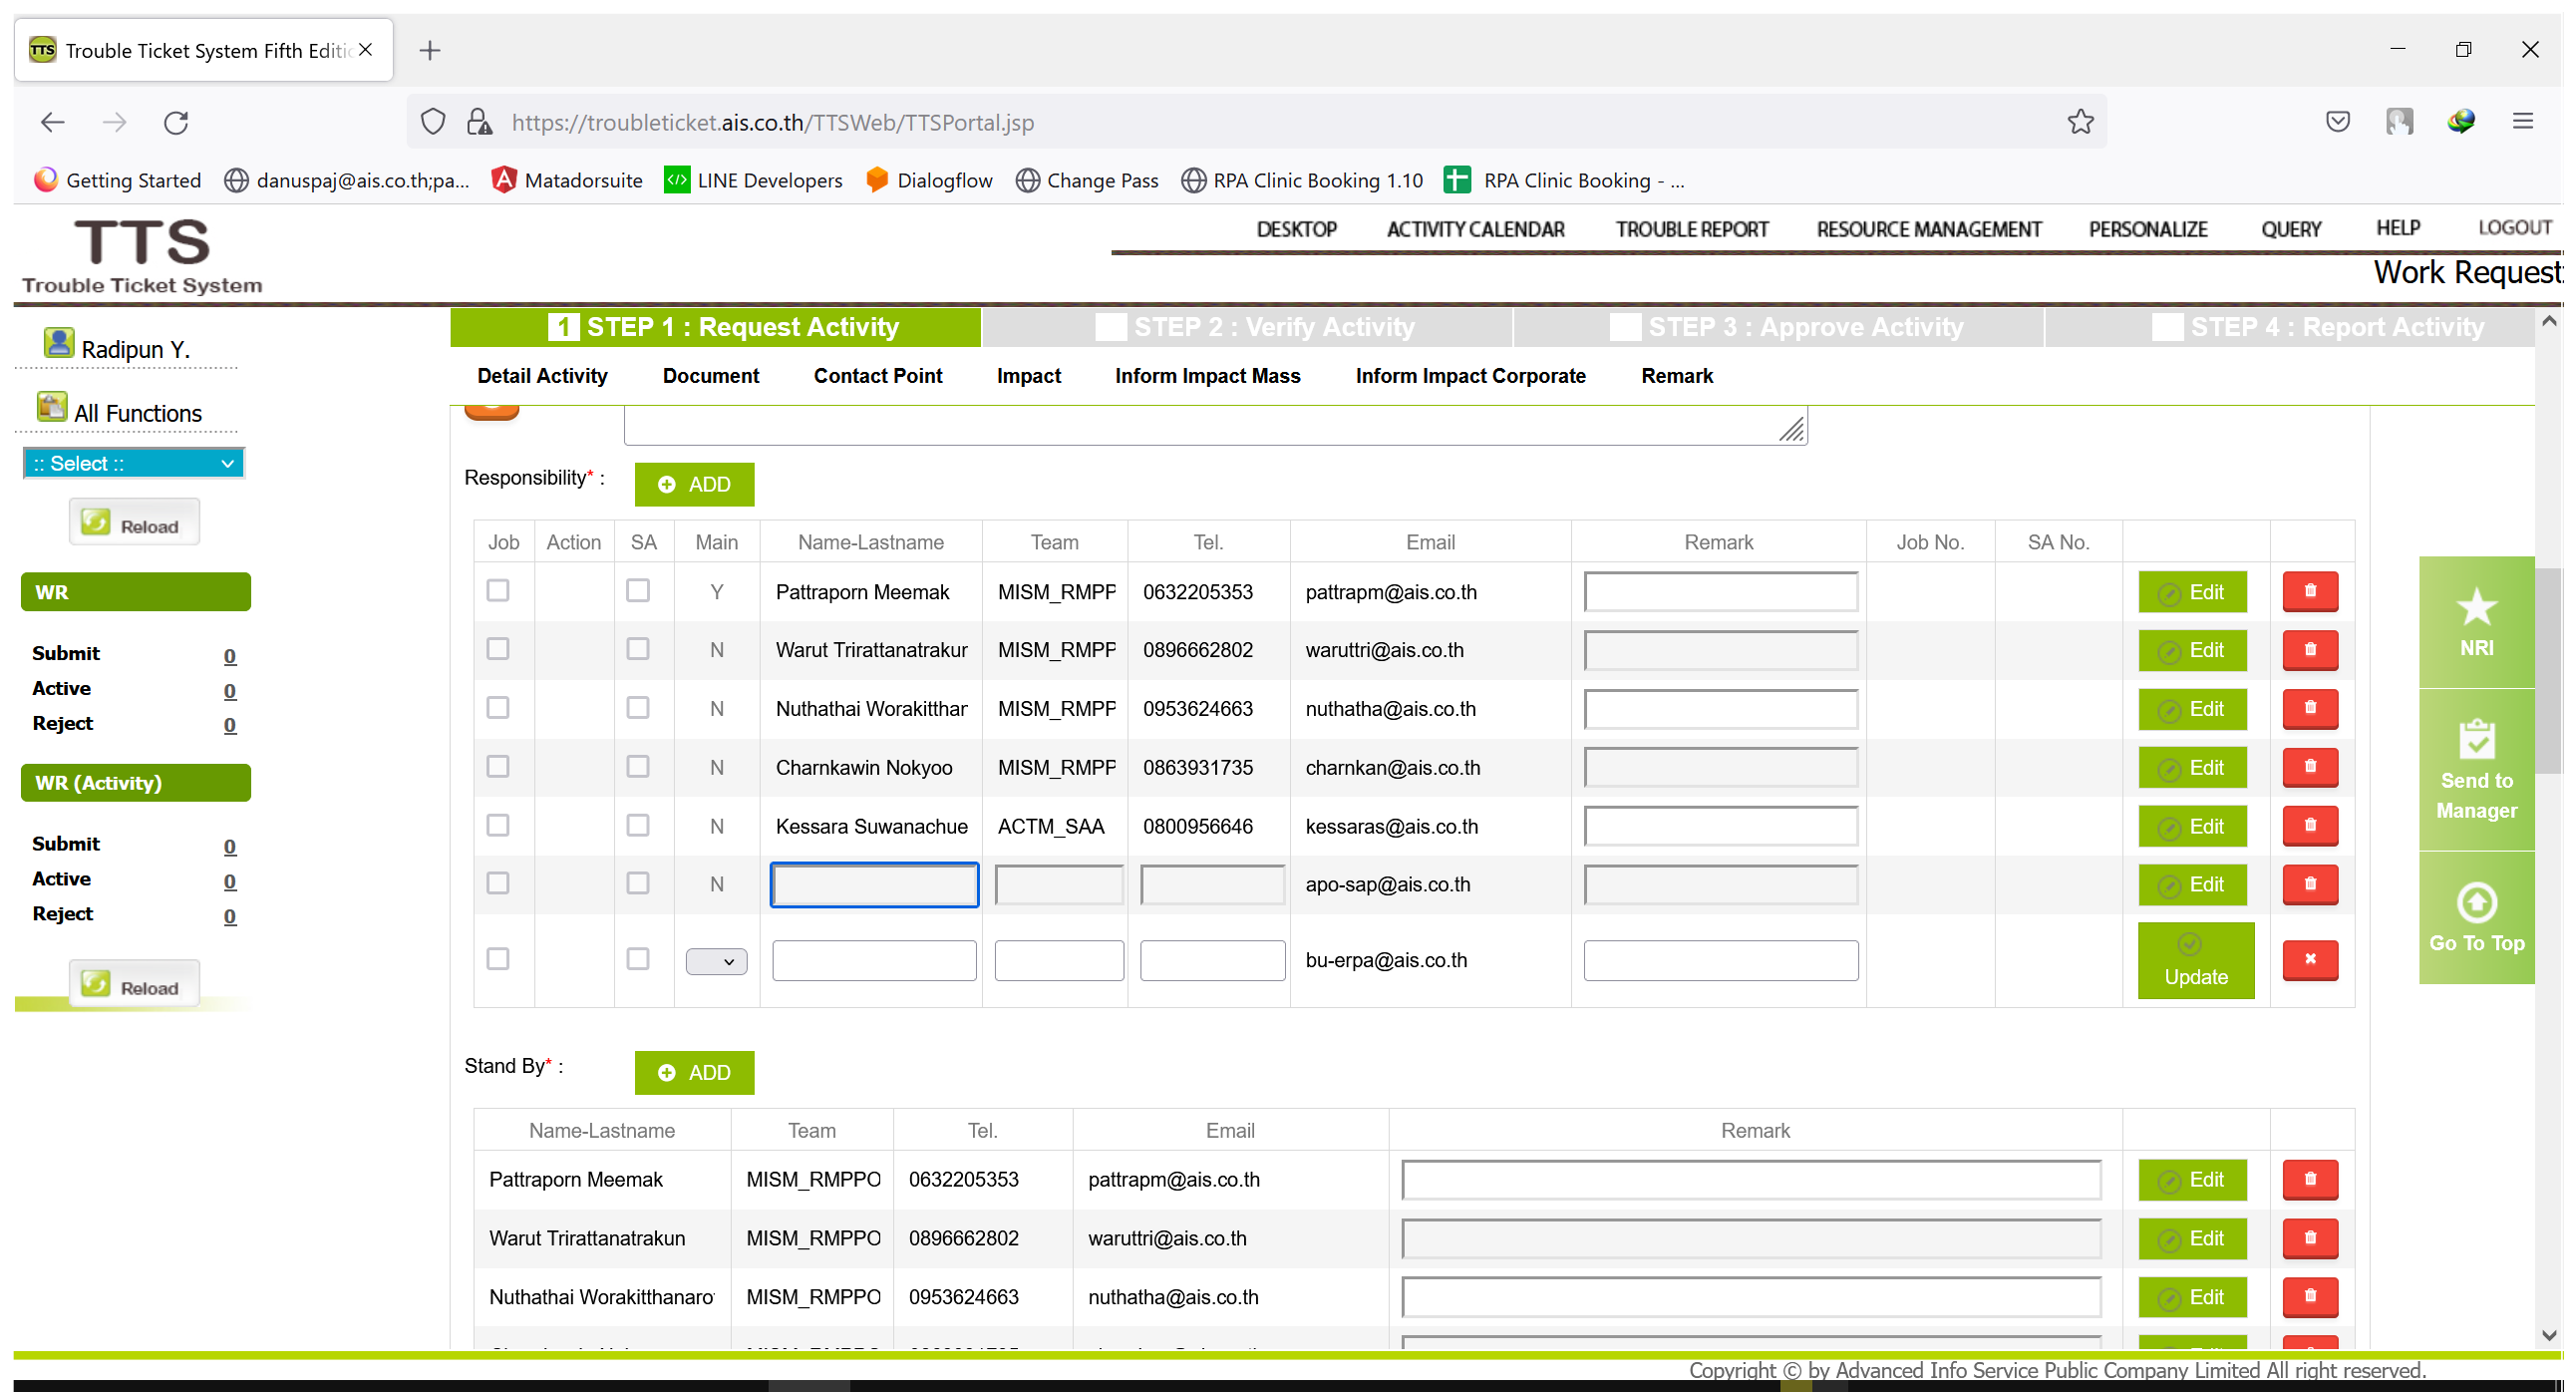 TTS Trouble Ticket System Fifth Editic
https://troubleticket.ais.co.th/TTSWeb/TTSPortal.jsp
Getting Started danuspaj@ais.co.th;pa... Matadorsuite LINE Developers Dialogflow Change Pass RPA Clinic Booking 1.10 RPA Clinic Booking - ...
TTS
Trouble Ticket System
DESKTOP ACTIVITY CALENDAR TROUBLE REPORT RESOURCE MANAGEMENT PERSONALIZE QUERY HELP LOGOUT
Work Request
Radipun Y.
All Functions
:: Select ::
Reload
WR
Submit 0
Active 0
Reject 0
WR (Activity)
Submit 0
Active 0
Reject 0
Reload
1 STEP 1 : Request Activity STEP 2 : Verify Activity STEP 3 : Approve Activity STEP 4 : Report Activity
Detail Activity Document Contact Point Impact Inform Impact Mass Inform Impact Corporate Remark
Responsibility* : ADD
Job Action SA Main Name-Lastname Team Tel. Email Remark Job No. SA No.
Y Pattraporn Meemak MISM_RMPP 0632205353 pattrapm@ais.co.th Edit
N Warut Trirattanatrakur MISM_RMPP 0896662802 waruttri@ais.co.th Edit
N Nuthathai Worakitthar MISM_RMPP 0953624663 nuthatha@ais.co.th Edit
N Charnkawin Nokyoo MISM_RMPP 0863931735 charnkan@ais.co.th Edit
N Kessara Suwanachue ACTM_SAA 0800956646 kessaras@ais.co.th Edit
N apo-sap@ais.co.th Edit
bu-erpa@ais.co.th Update
Stand By* : ADD
Name-Lastname Team Tel. Email Remark
Pattraporn Meemak MISM_RMPPO 0632205353 pattrapm@ais.co.th Edit
Warut Trirattanatrakun MISM_RMPPO 0896662802 waruttri@ais.co.th Edit
Nuthathai Worakitthanaro MISM_RMPPO 0953624663 nuthatha@ais.co.th Edit
NRI
Send to
Manager
Go To Top
Copyright © by Advanced Info Service Public Company Limited All right reserved.